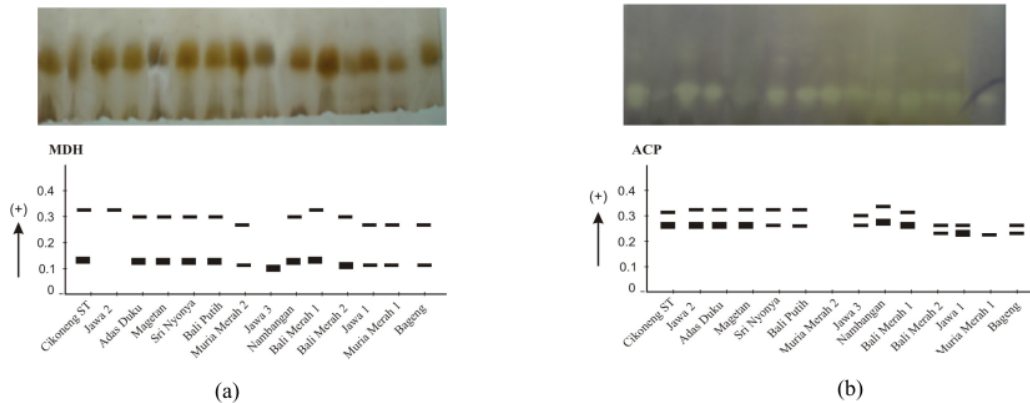 MDH
0.4
(+)
0.3
0.2
0.1
0
Cikoneng ST
Jawa 2
Adas Duku
Magetan
Sri Nyonya
Bali Putih
Muria Merah 2
Jawa 3
Nambangan
Bali Merah 1
Bali Merah 2
Jawa 1
Muria Merah 1
Bageng
(a)
ACP
0.4
(+)
0.3
0.2
0.1
0
Cikoneng ST
Jawa 2
Adas Duku
Magetan
Sri Nyonya
Bali Putih
Muria Merah 2
Jawa 3
Nambangan
Bali Merah 1
Bali Merah 2
Jawa 1
Muria Merah 1
Bageng
(b)